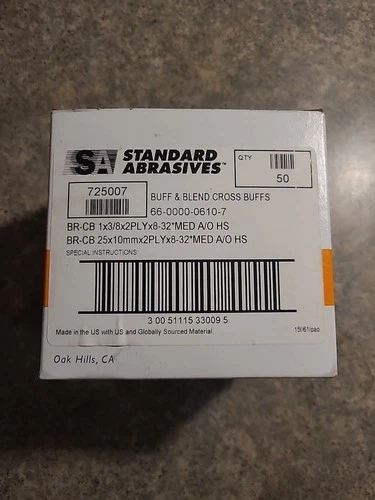 SA STANDARD ABRASIVES™
QTY
50
725007
BUFF & BLEND CROSS BUFFS
66-0000-0610-7
BR-CB 1x3/8x2PLYx8-32*MED A/O HS
BR-CB 25x10mmx2PLYx8-32*MED A/O HS
SPECIAL INSTRUCTIONS:
3 00 51115 33009 5
Made in the US with US and Globally Sourced Material.
Oak Hills, CA